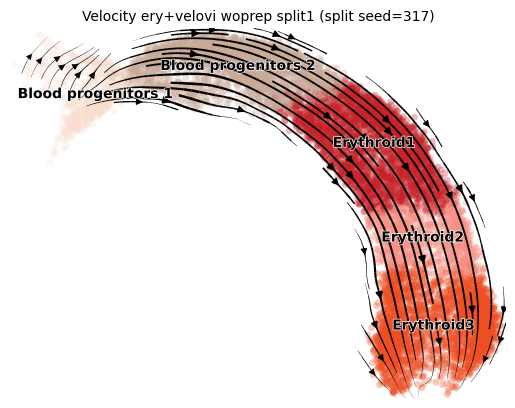 Velocity ery+velovi woprep split1 (split seed=317)
Blood progenitors 2
Blood progenitors 1
Erythroid1
Erythroid2
Erythroid3